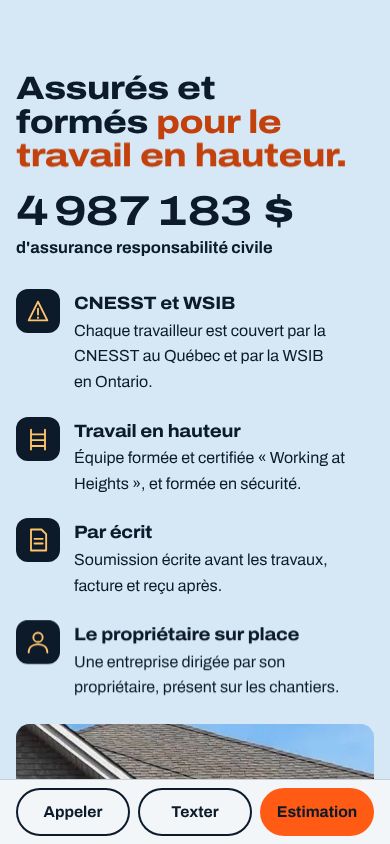 Assurés et
formés pour le
travail en hauteur.
4 987 183 $
d'assurance responsabilité civile
CNESST et WSIB
Chaque travailleur est couvert par la
CNESST au Québec et par la WSIB
en Ontario.
Travail en hauteur
Équipe formée et certifiée « Working at
Heights », et formée en sécurité.
Par écrit
Soumission écrite avant les travaux,
facture et reçu après.
Le propriétaire sur place
Une entreprise dirigée par son
propriétaire, présent sur les chantiers.
Appeler
Texter
Estimation